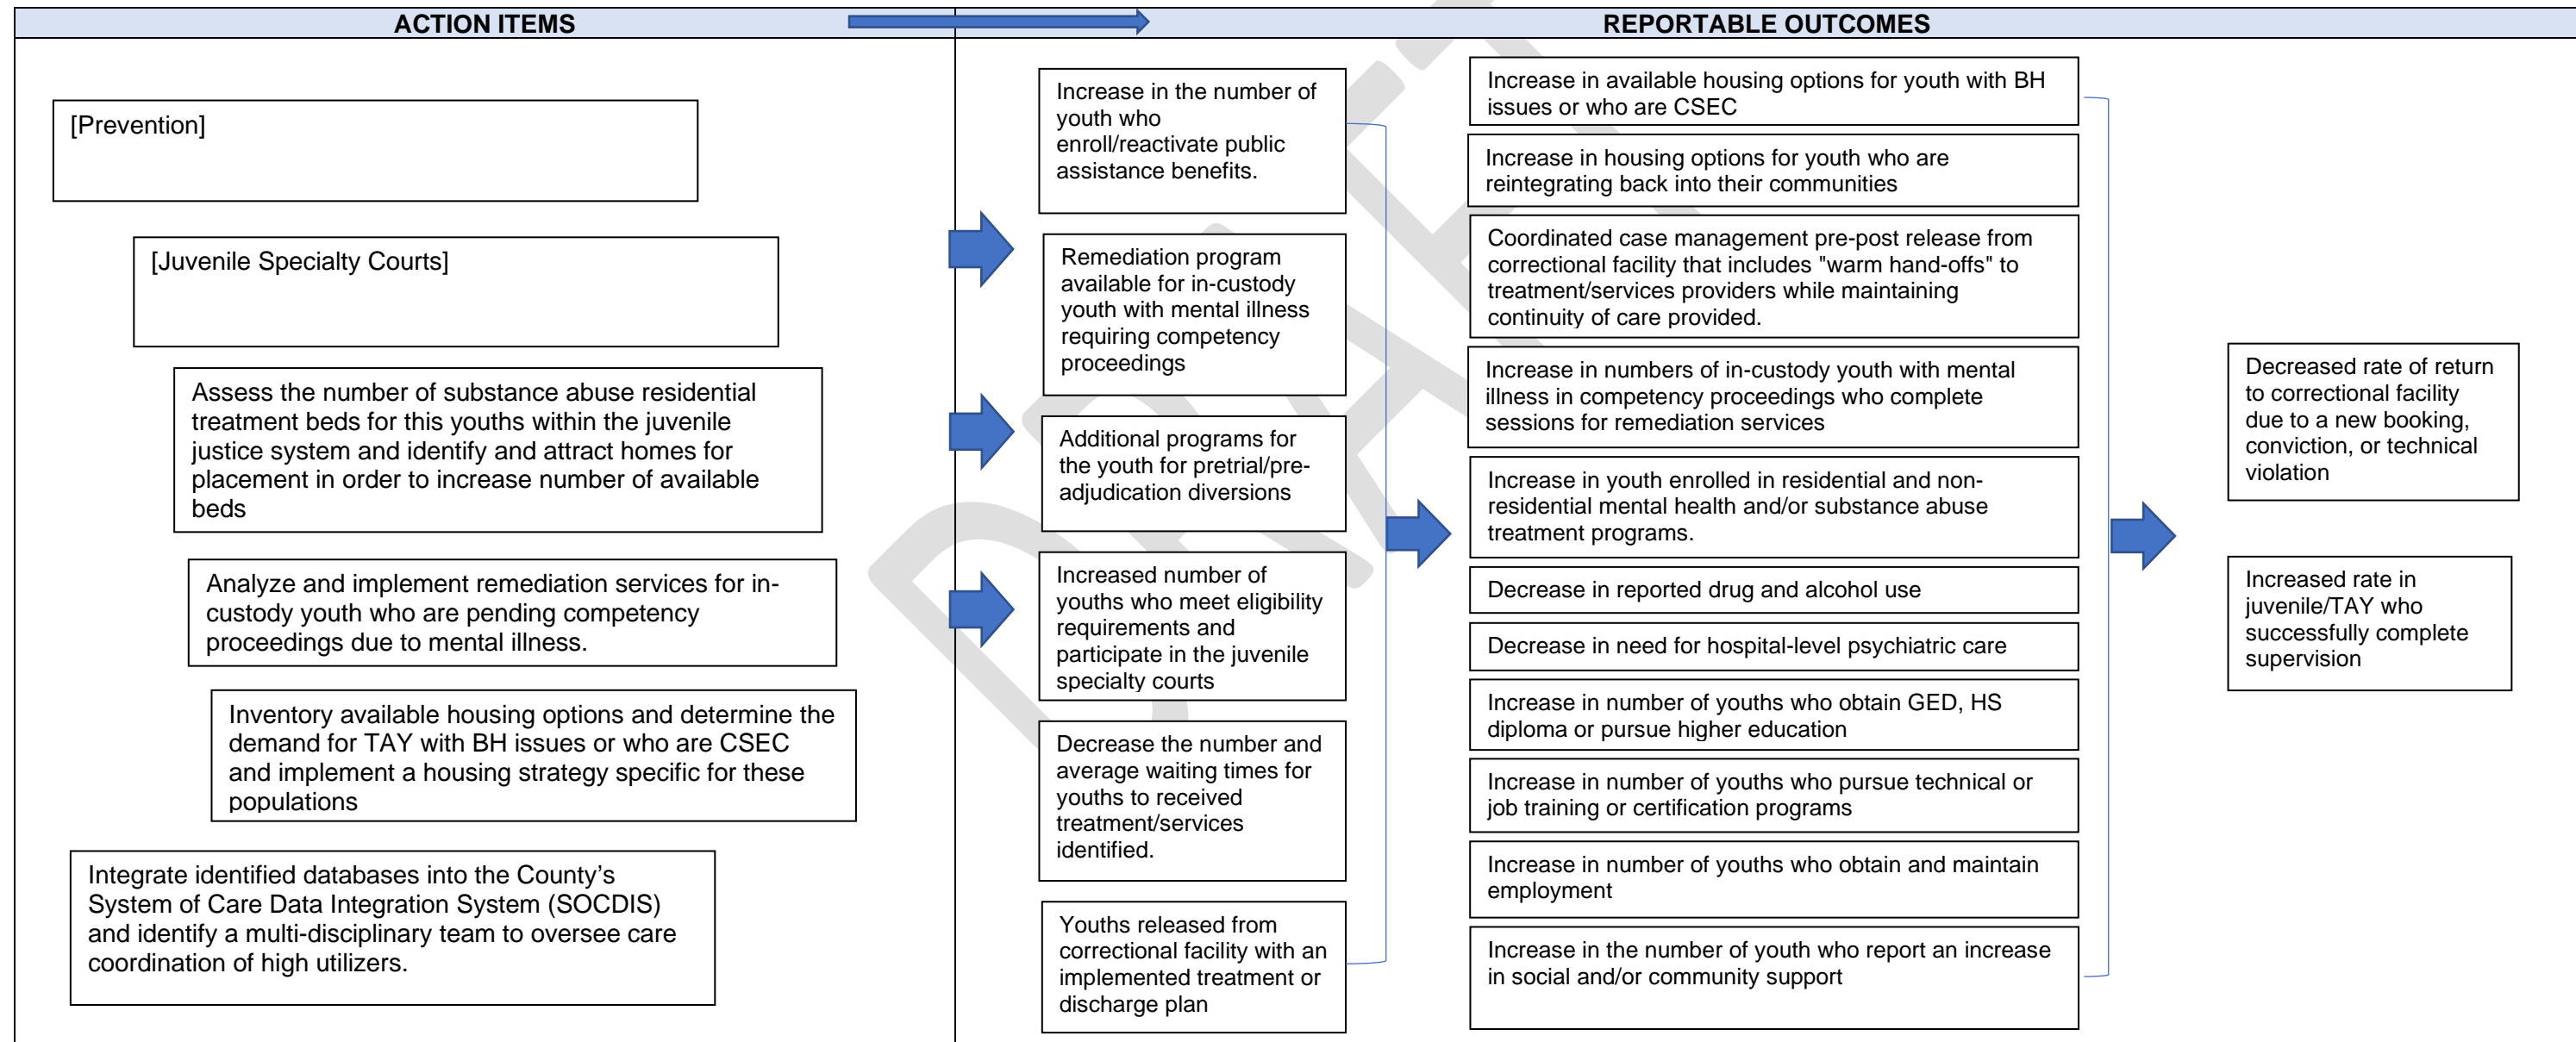 ACTION ITEMS
REPORTABLE OUTCOMES
[Prevention]
[Juvenile Specialty Courts]
Assess the number of substance abuse residential
treatment beds for this youths within the juvenile
justice system and identify and attract homes for
placement in order to increase number of available
beds
Analyze and implement remediation services for in-
custody youth who are pending competency
proceedings due to mental illness.
Inventory available housing options and determine the
demand for TAY with BH issues or who are CSEC
and implement a housing strategy specific for these
populations
Integrate identified databases into the County’s
System of Care Data Integration System (SOCDIS)
and identify a multi-disciplinary team to oversee care
coordination of high utilizers.
Increase in the number of
youth who
enroll/reactivate public
assistance benefits.
Remediation program
available for in-custody
youth with mental illness
requiring competency
proceedings
Additional programs for
the youth for pretrial/pre-
adjudication diversions
Increased number of
youths who meet eligibility
requirements and
participate in the juvenile
specialty courts
Decrease the number and
average waiting times for
youths to received
treatment/services
identified.
Youths released from
correctional facility with an
implemented treatment or
discharge plan
Increase in available housing options for youth with BH
issues or who are CSEC
Increase in housing options for youth who are
reintegrating back into their communities
Coordinated case management pre-post release from
correctional facility that includes "warm hand-offs" to
treatment/services providers while maintaining
continuity of care provided.
Increase in numbers of in-custody youth with mental
illness in competency proceedings who complete
sessions for remediation services
Increase in youth enrolled in residential and non-
residential mental health and/or substance abuse
treatment programs.
Decrease in reported drug and alcohol use
Decrease in need for hospital-level psychiatric care
Increase in number of youths who obtain GED, HS
diploma or pursue higher education
Increase in number of youths who pursue technical or
job training or certification programs
Increase in number of youths who obtain and maintain
employment
Increase in the number of youth who report an increase
in social and/or community support
Decreased rate of return
to correctional facility
due to a new booking,
conviction, or technical
violation
Increased rate in
juvenile/TAY who
successfully complete
supervision
DRAFT